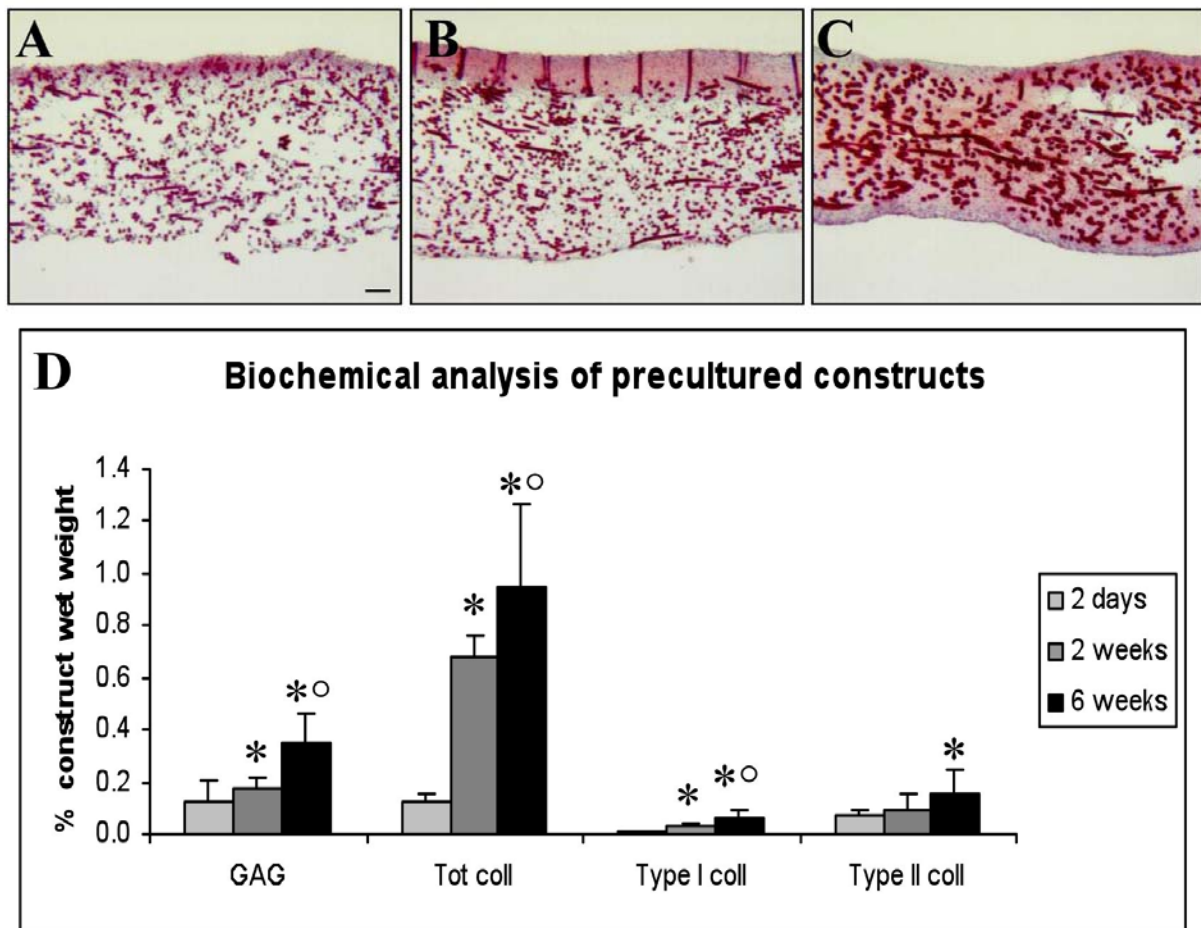 A B C
D Biochemical analysis of precultured constructs
% construct wet weight
1.4
1.2
1.0
0.8
0.6
0.4
0.2
0.0
* *○
* *○
* *○
*
GAG Tot coll Type I coll Type II coll
2 days
2 weeks
6 weeks